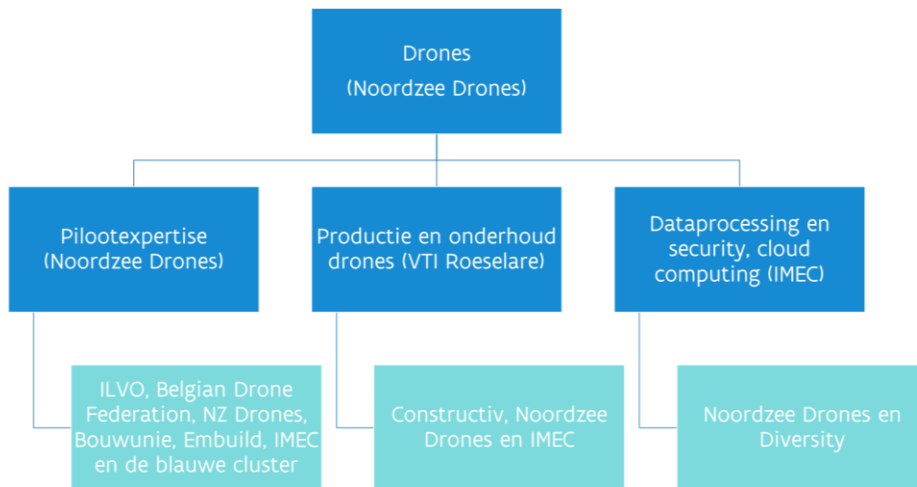 Drones
(Noordzee Drones)
Pilootexpertise
(Noordzee Drones)
Productie en onderhoud
drones (VTI Roeselare)
Dataprocessing en
security, cloud
computing (IMEC)
ILVO, Belgian Drone
Federation, NZ Drones,
Bouwunie, Embuild, IMEC
en de blauwe cluster
Constructiv, Noordzee
Drones en IMEC
Noordzee Drones en
Diversity